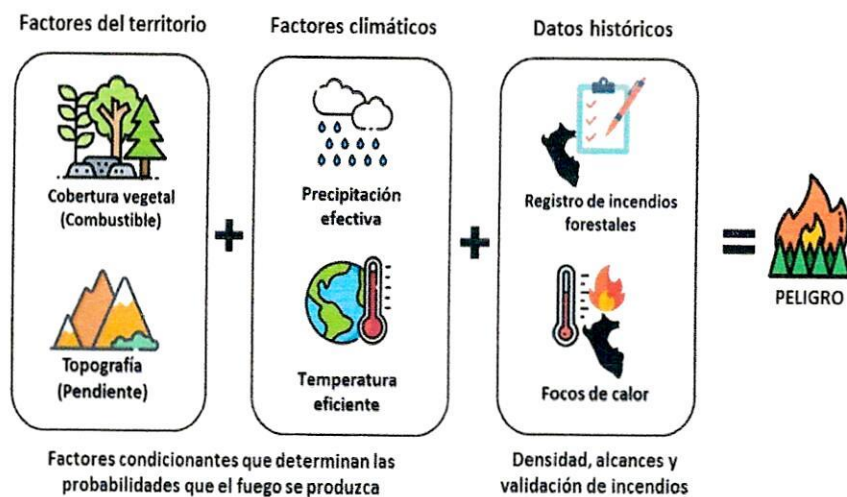 Factores del territorio
Factores climáticos
Datos históricos
Cobertura vegetal
(Combustible)
Topografía
(Pendiente)
+
Precipitación
efectiva
Temperatura
eficiente
+
Registro de incendios
forestales
Focos de calor
=
PELIGRO
Factores condicionantes que determinan las
probabilidades que el fuego se produzca
Densidad, alcances y
validación de incendios